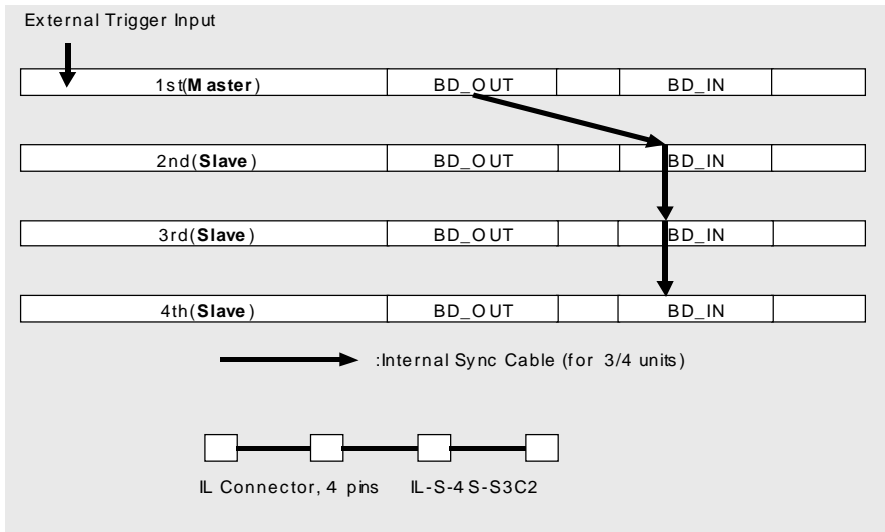 External Trigger Input
1st(Master) BD_OUT BD_IN
2nd(Slave) BD_OUT BD_IN
3rd(Slave) BD_OUT BD_IN
4th(Slave) BD_OUT BD_IN
:Internal Sync Cable (for 3/4 units)
IL Connector, 4 pins IL-S-4S-S3C2